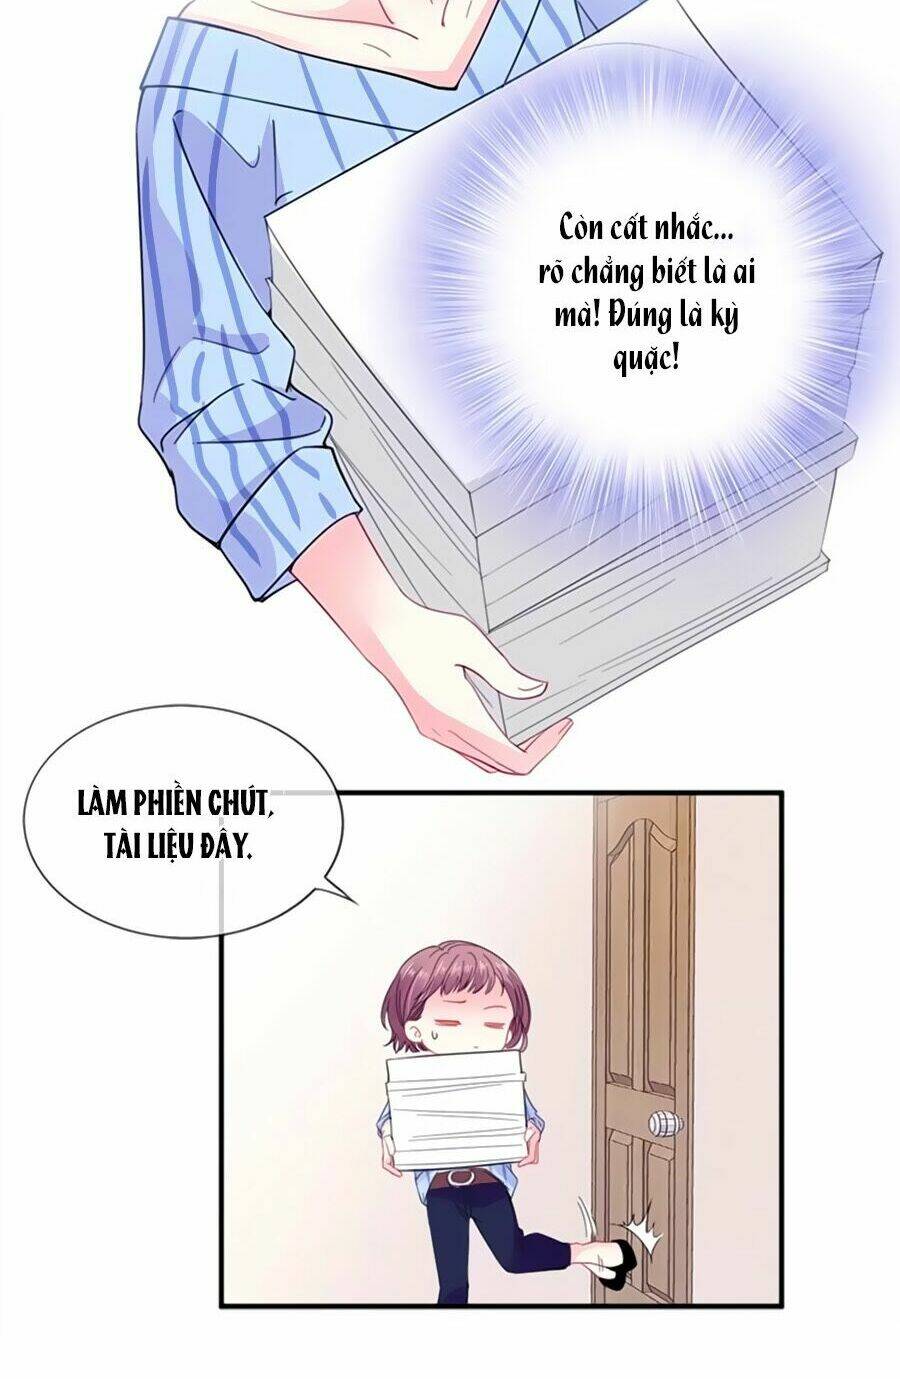 Còn cất nhắc...
rõ chẳng biết là ai
mà! Đúng là kỳ
quặc!
LÀM PHIỀN CHÚT,
TÀI LIỆU ĐÂY.